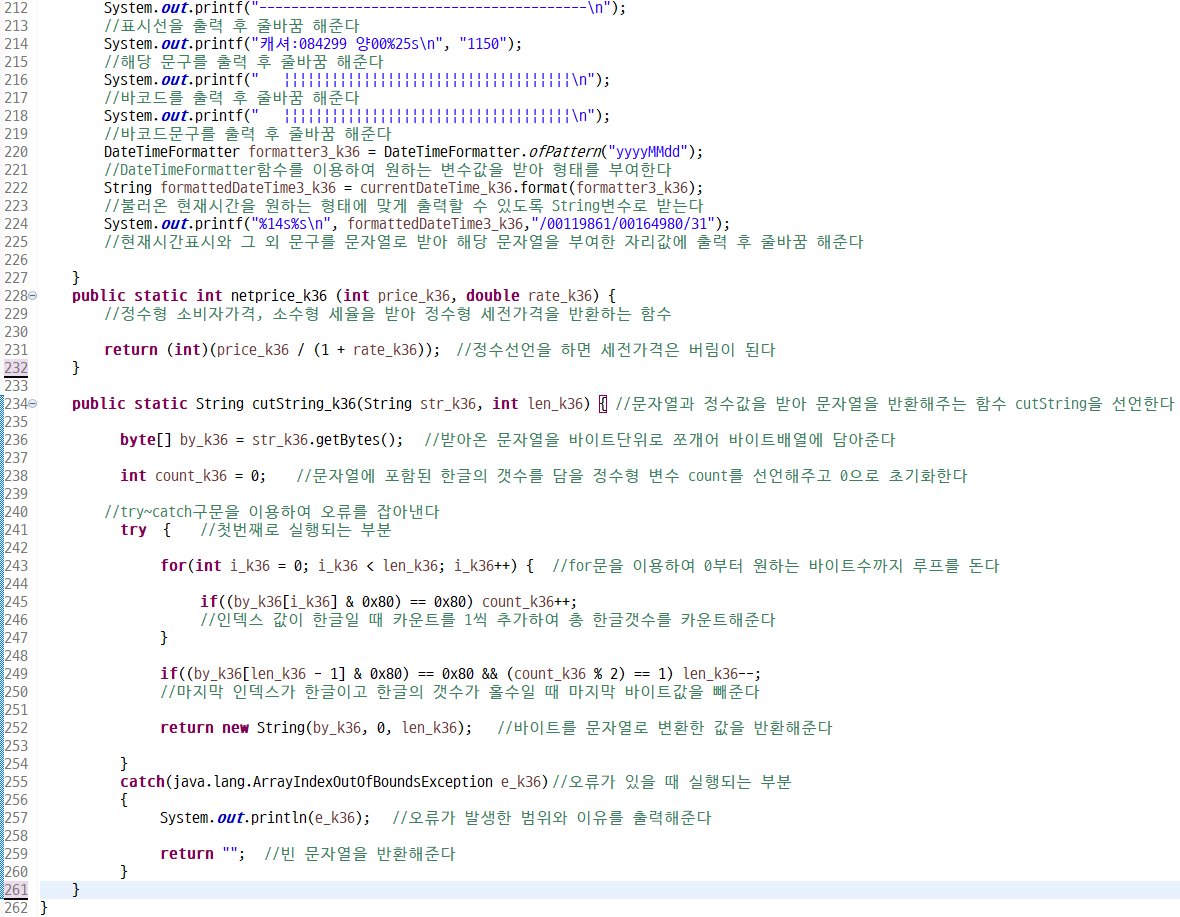 212 System.out.printf("-----------------------------------------\n");
213 //표시선을 출력 후 줄바꿈 해준다
214 System.out.printf("캐셔:084299 양00%25s\n", "1150");
215 //해당 문구를 출력 후 줄바꿈 해준다
216 System.out.printf("   ¦¦¦¦¦¦¦¦¦¦¦¦¦¦¦¦¦¦¦¦¦¦¦¦¦¦¦¦¦¦¦¦¦¦¦¦\n");
217 //바코드를 출력 후 줄바꿈 해준다
218 System.out.printf("   ¦¦¦¦¦¦¦¦¦¦¦¦¦¦¦¦¦¦¦¦¦¦¦¦¦¦¦¦¦¦¦¦¦¦¦¦\n");
219 //바코드문구를 출력 후 줄바꿈 해준다
220 DateTimeFormatter formatter3_k36 = DateTimeFormatter.ofPattern("yyyyMMdd");
221 //DateTimeFormatter함수를 이용하여 원하는 변수값을 받아 형태를 부여한다
222 String formattedDateTime3_k36 = currentDateTime_k36.format(formatter3_k36);
223 //불러온 현재시간을 원하는 형태에 맞게 출력할 수 있도록 String변수로 받는다
224 System.out.printf("%14s%s\n", formattedDateTime3_k36,"/00119861/00164980/31");
225 //현재시간표시와 그 외 문구를 문자열로 받아 해당 문자열을 부여한 자리값에 출력 후 줄바꿈 해준다
226
227 }
228 public static int netprice_k36 (int price_k36, double rate_k36) {
229 //정수형 소비자가격, 소수형 세율을 받아 정수형 세전가격을 반환하는 함수
230
231 return (int)(price_k36 / (1 + rate_k36)); //정수선언을 하면 세전가격은 버림이 된다
232 }
233
234 public static String cutString_k36(String str_k36, int len_k36) { //문자열과 정수값을 받아 문자열을 반환해주는 함수 cutString을 선언한다
235
236 byte[] by_k36 = str_k36.getBytes(); //받아온 문자열을 바이트단위로 쪼개어 바이트배열에 담아준다
237
238 int count_k36 = 0; //문자열에 포함된 한글의 갯수를 담을 정수형 변수 count를 선언해주고 0으로 초기화한다
239
240 //try~catch구문을 이용하여 오류를 잡아낸다
241 try { //첫번째로 실행되는 부분
242
243 for(int i_k36 = 0; i_k36 < len_k36; i_k36++) { //for문을 이용하여 0부터 원하는 바이트수까지 루프를 돈다
244
245 if((by_k36[i_k36] & 0x80) == 0x80) count_k36++;
246 //인덱스 값이 한글일 때 카운트를 1씩 추가하여 총 한글갯수를 카운트해준다
247 }
248
249 if((by_k36[len_k36 - 1] & 0x80) == 0x80 && (count_k36 % 2) == 1) len_k36--;
250 //마지막 인덱스가 한글이고 한글의 갯수가 홀수일 때 마지막 바이트값을 빼준다
251
252 return new String(by_k36, 0, len_k36); //바이트를 문자열로 변환한 값을 반환해준다
253
254 }
255 catch(java.lang.ArrayIndexOutOfBoundsException e_k36)//오류가 있을 때 실행되는 부분
256 {
257 System.out.println(e_k36); //오류가 발생한 범위와 이유를 출력해준다
258
259 return ""; //빈 문자열을 반환해준다
260 }
261 }
262 }